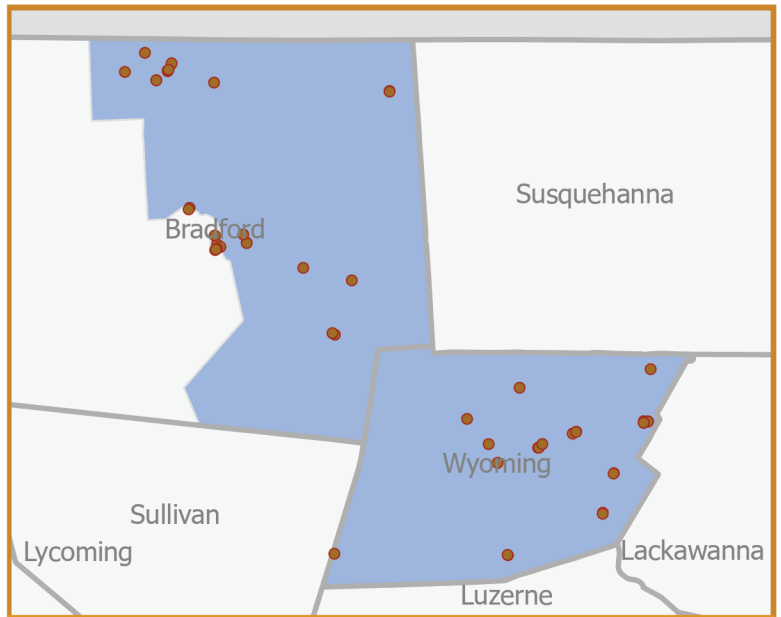 Susquehanna
Bradford
Wyoming
Sullivan
Lycoming
Lackawanna
Luzerne